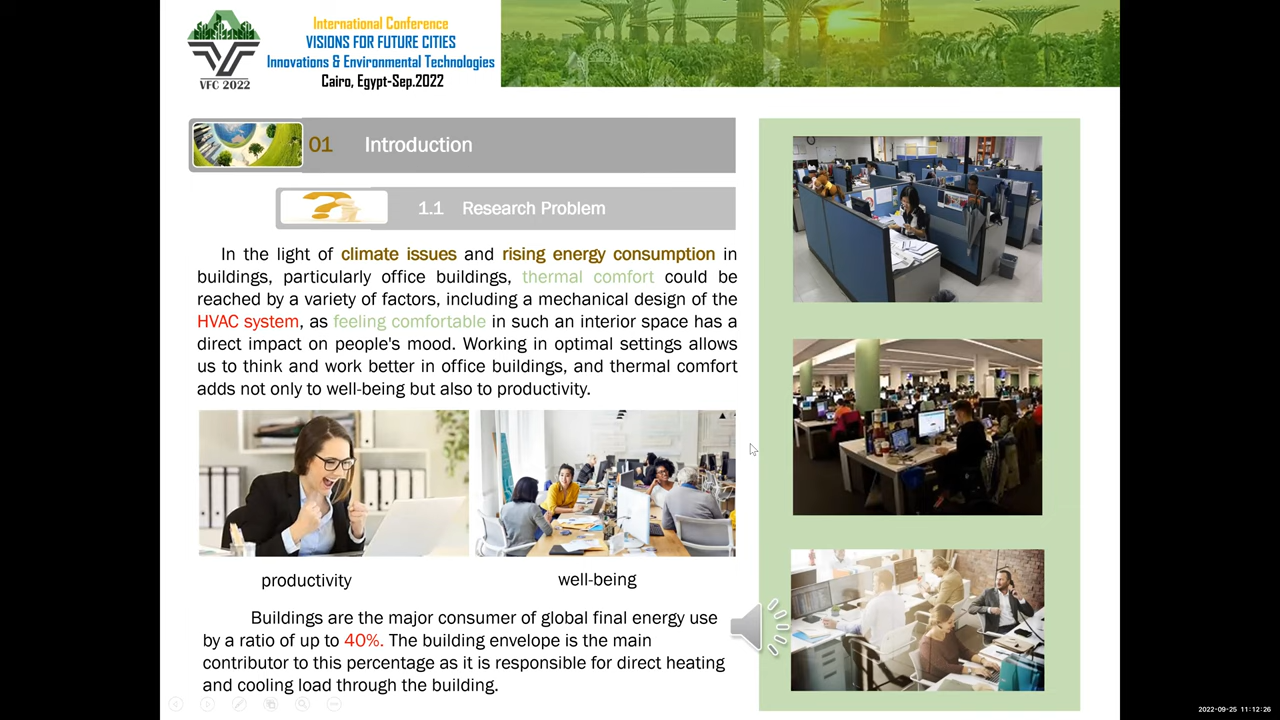 VFC 2022
International Conference
VISIONS FOR FUTURE CITIES
Innovations & Environmental Technologies
Cairo, Egypt-Sep.2022
01 Introduction
1.1 Research Problem
In the light of climate issues and rising energy consumption in
buildings, particularly office buildings, thermal comfort could be
reached by a variety of factors, including a mechanical design of the
HVAC system, as feeling comfortable in such an interior space has a
direct impact on people's mood. Working in optimal settings allows
us to think and work better in office buildings, and thermal comfort
adds not only to well-being but also to productivity.
productivity
well-being
Buildings are the major consumer of global final energy use
by a ratio of up to 40%. The building envelope is the main
contributor to this percentage as it is responsible for direct heating
and cooling load through the building.
2022-09-25 11:12:26